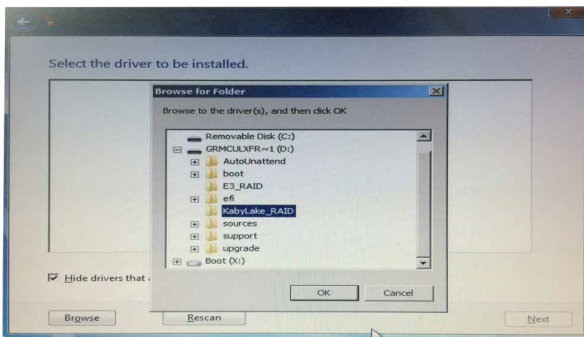 Select the driver to be installed.
Browse for Folder
Browse to the driver(s), and then click OK
Removable Disk (C:)
GRMCULXFR~1 (D:)
AutoUnattend
boot
E3_RAID
efi
KabyLake_RAID
sources
support
upgrade
Boot (X:)
Hide drivers that
OK Cancel
Browse Rescan Next